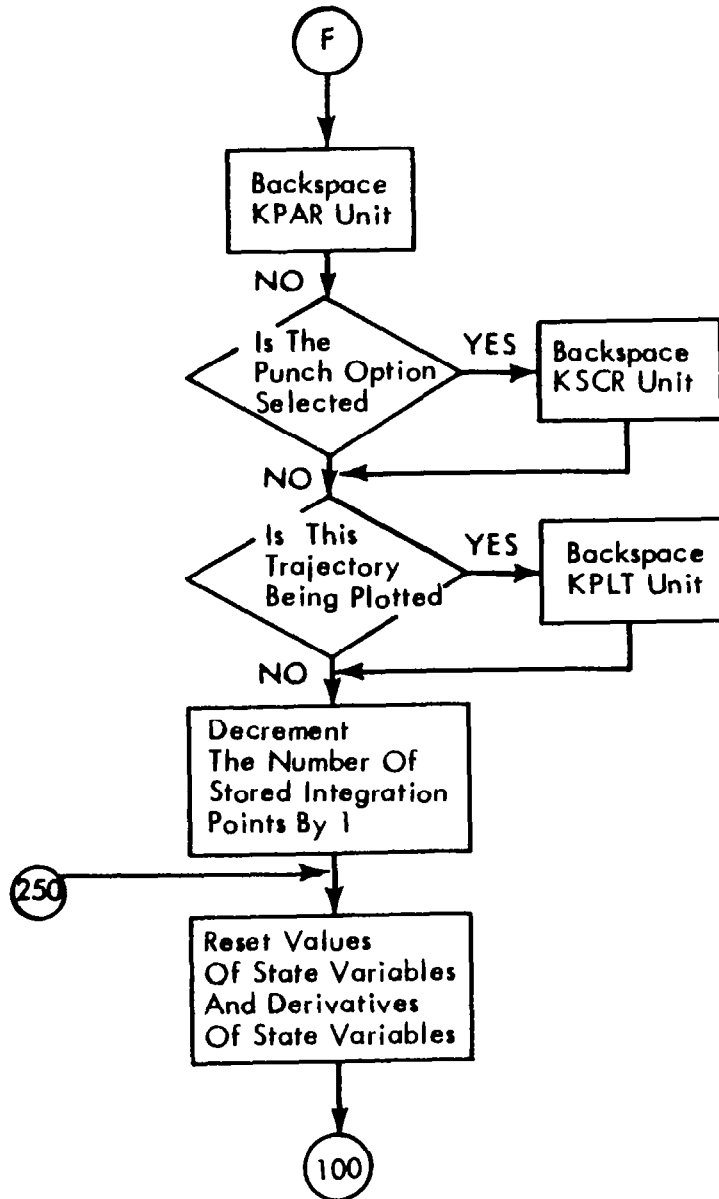 F
Backspace
KPAR Unit
NO
Is The
Punch Option
Selected
YES
Backspace
KSCR Unit
NO
Is This
Trajectory
Being Plotted
YES
Backspace
KPLT Unit
NO
Decrement
The Number Of
Stored Integration
Points By 1
250
Reset Values
Of State Variables
And Derivatives
Of State Variables
100